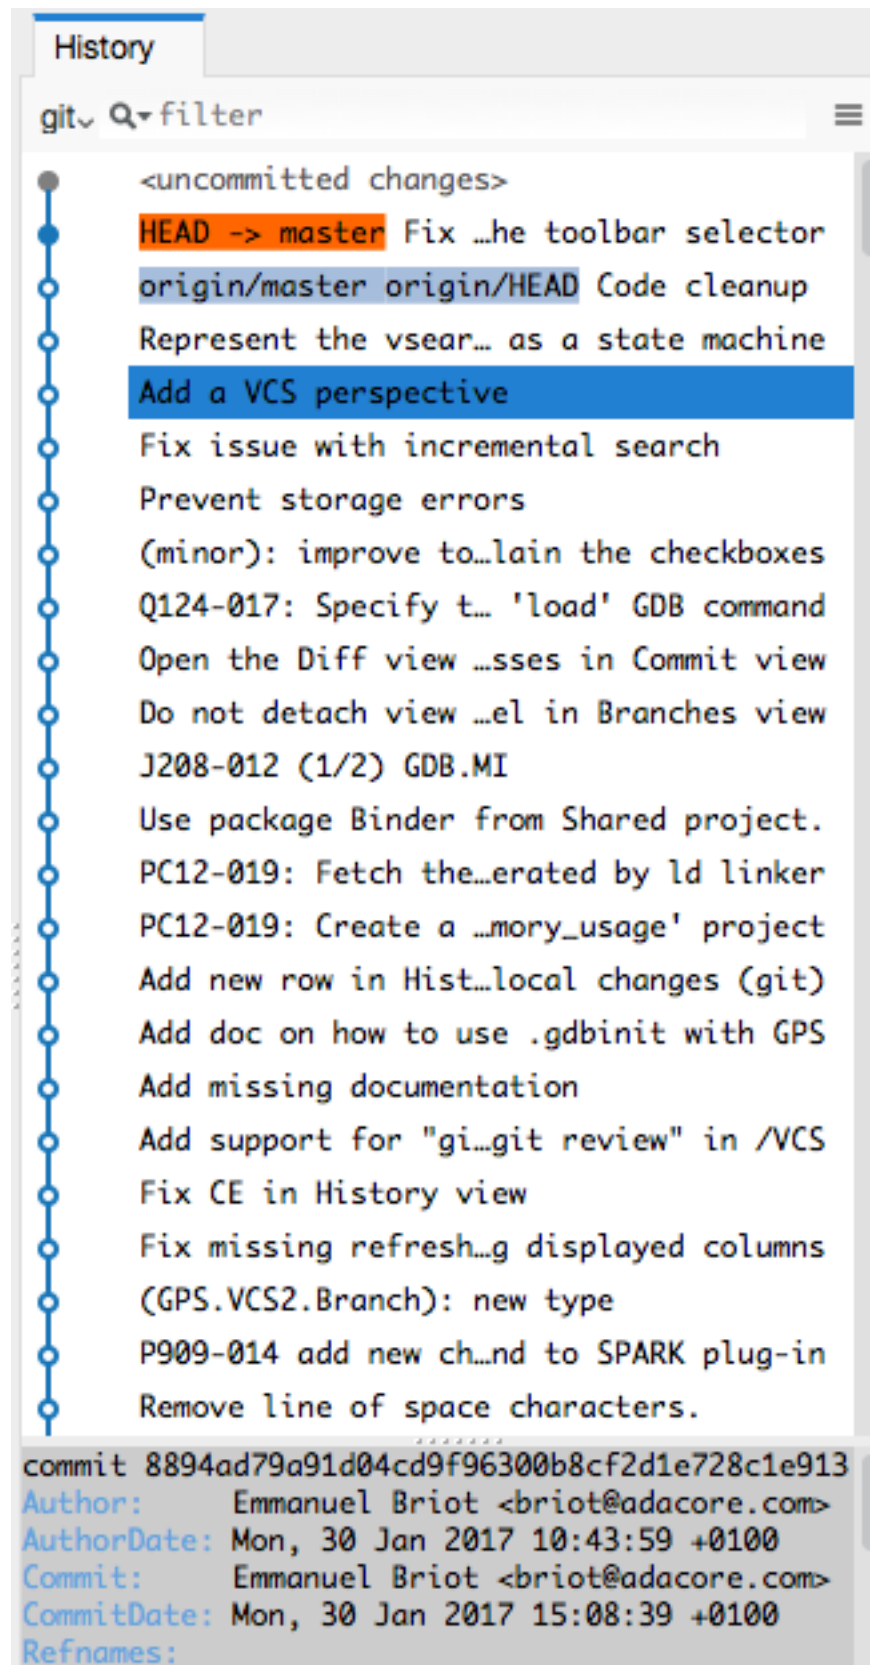 History
git filter
<uncommitted changes>
HEAD -> master Fix …he toolbar selector
origin/master origin/HEAD Code cleanup
Represent the vsear… as a state machine
Add a VCS perspective
Fix issue with incremental search
Prevent storage errors
(minor): improve to…lain the checkboxes
Q124-017: Specify t… 'load' GDB command
Open the Diff view …sses in Commit view
Do not detach view …el in Branches view
J208-012 (1/2) GDB.MI
Use package Binder from Shared project.
PC12-019: Fetch the…erated by ld linker
PC12-019: Create a …mory_usage' project
Add new row in Hist…local changes (git)
Add doc on how to use .gdbinit with GPS
Add missing documentation
Add support for "gi…git review" in /VCS
Fix CE in History view
Fix missing refresh…g displayed columns
(GPS.VCS2.Branch): new type
P909-014 add new ch…nd to SPARK plug-in
Remove line of space characters.
commit 8894ad79a91d04cd9f96300b8cf2d1e728c1e913
Author: Emmanuel Briot <briot@adacore.com>
AuthorDate: Mon, 30 Jan 2017 10:43:59 +0100
Commit: Emmanuel Briot <briot@adacore.com>
CommitDate: Mon, 30 Jan 2017 15:08:39 +0100
Refnames: